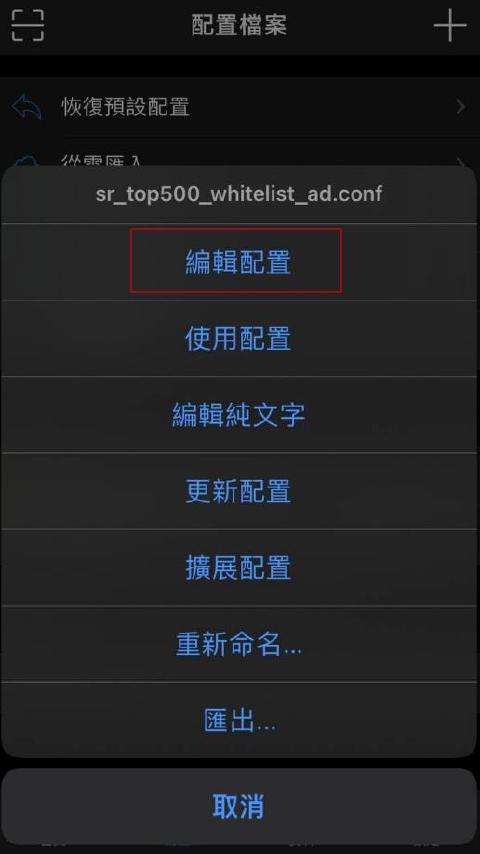 配置檔案
恢復預設配置
從雲匯入
sr_top500_whitelist_ad.conf
編輯配置
使用配置
編輯純文字
更新配置
擴展配置
重新命名...
匯出...
取消